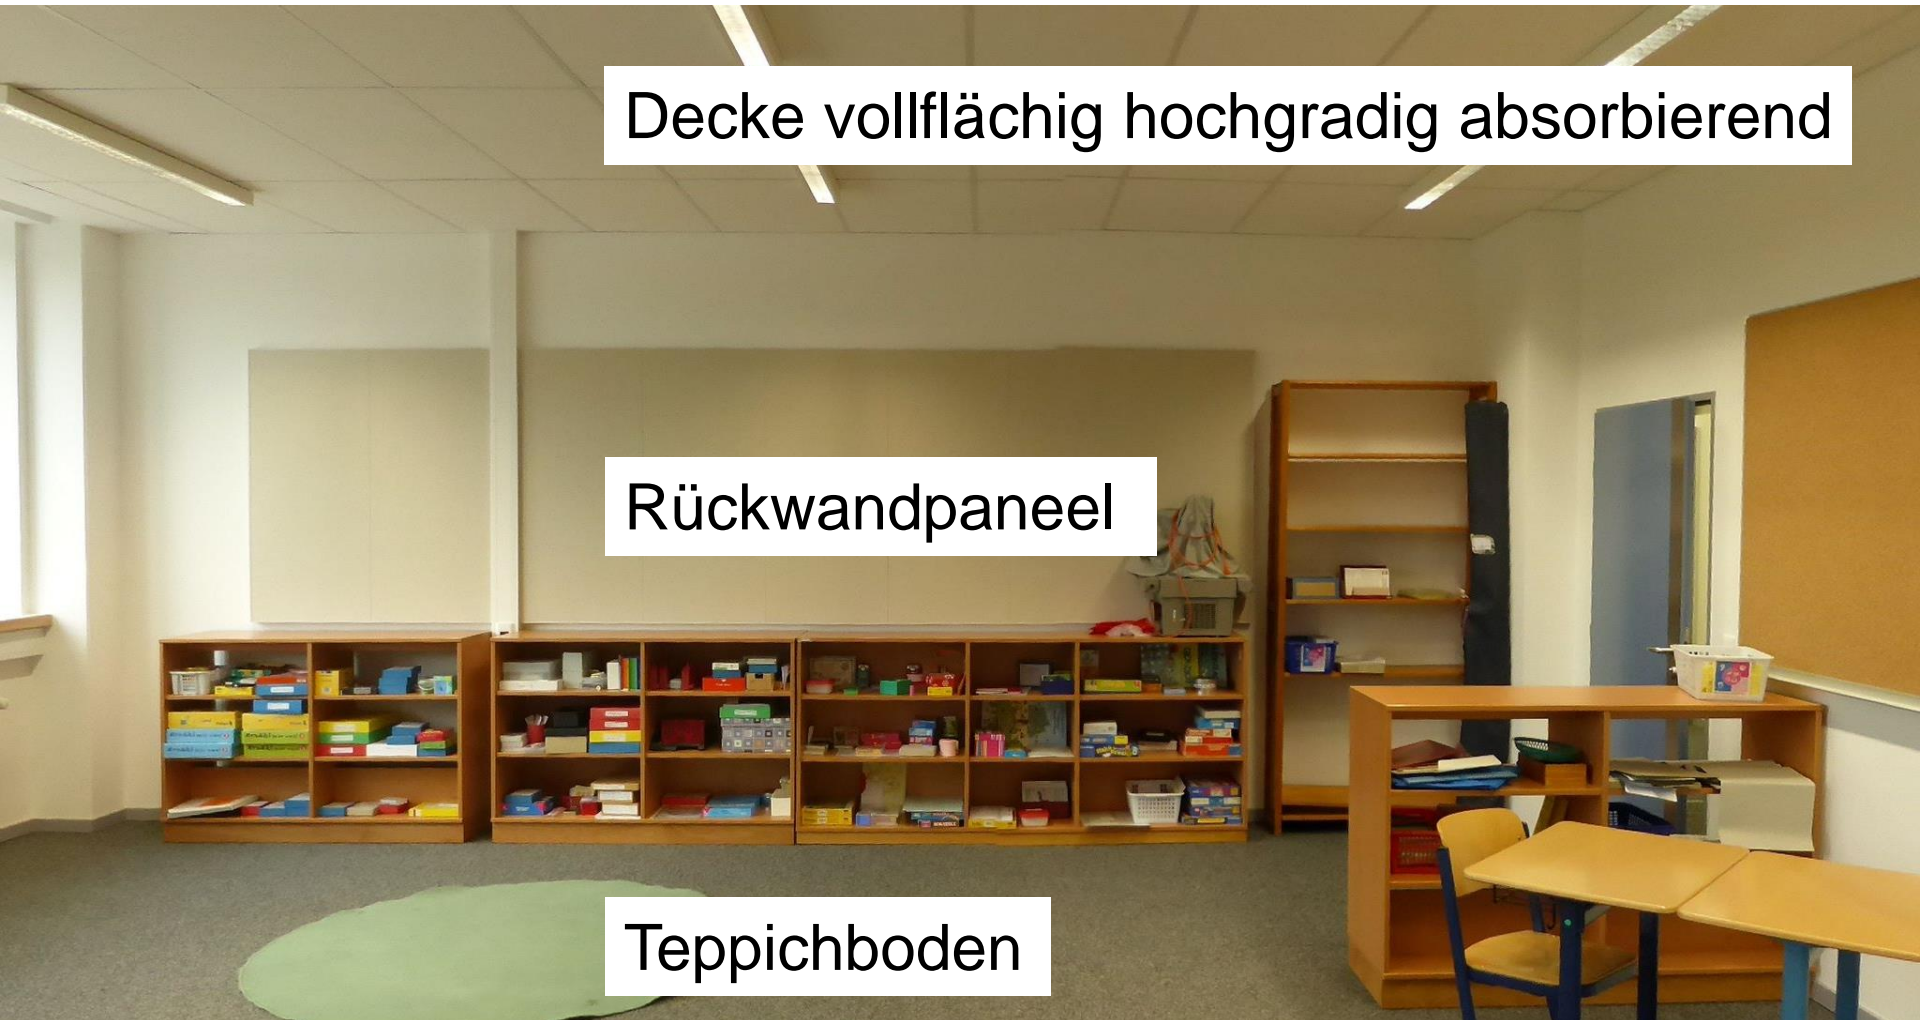 Decke vollflächig hochgradig absorbierend
Rückwandpaneel
Teppichboden